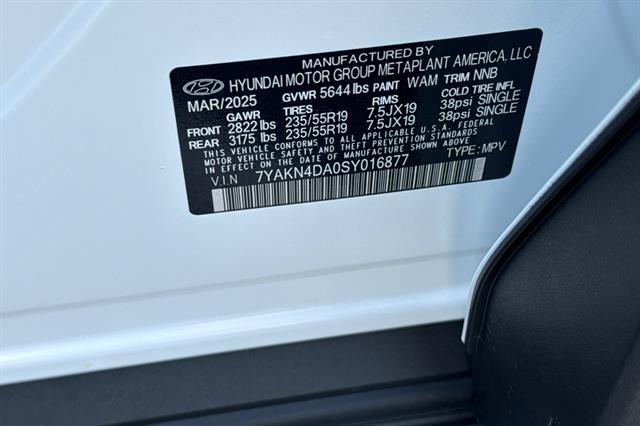 MANUFACTURED BY
HYUNDAI MOTOR GROUP METAPLANT AMERICA, LLC
MAR/2025 GVWR 5644 lbs PAINT WAM TRIM NNB
GAWR TIRES RIMS COLD TIRE INFL
FRONT 2822 lbs 235/55R19 7.5JX19 38psi SINGLE
REAR 3175 lbs 235/55R19 7.5JX19 38psi SINGLE
THIS VEHICLE CONFORMS TO ALL APPLICABLE U.S.A. FEDERAL
MOTOR VEHICLE SAFETY AND THEFT PREVENTION STANDARDS
IN EFFECT ON THE DATE OF MANUFACTURE SHOWN ABOVE.
V.I.N 7YAKN4DA0SY016877 TYPE : MPV